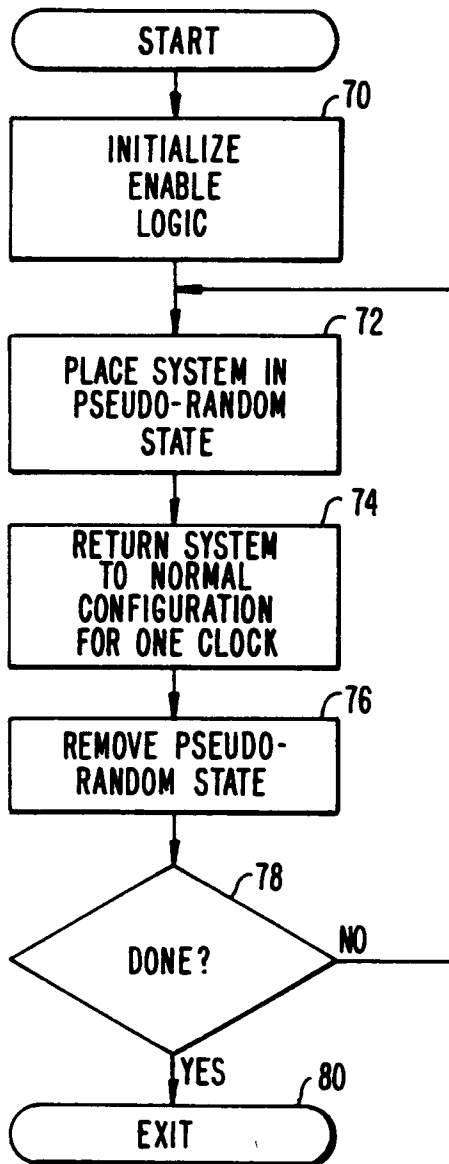 START
70
INITIALIZE
ENABLE
LOGIC
72
PLACE SYSTEM IN
PSEUDO-RANDOM
STATE
74
RETURN SYSTEM
TO NORMAL
CONFIGURATION
FOR ONE CLOCK
76
REMOVE PSEUDO-
RANDOM STATE
78
DONE?
NO
YES
80
EXIT